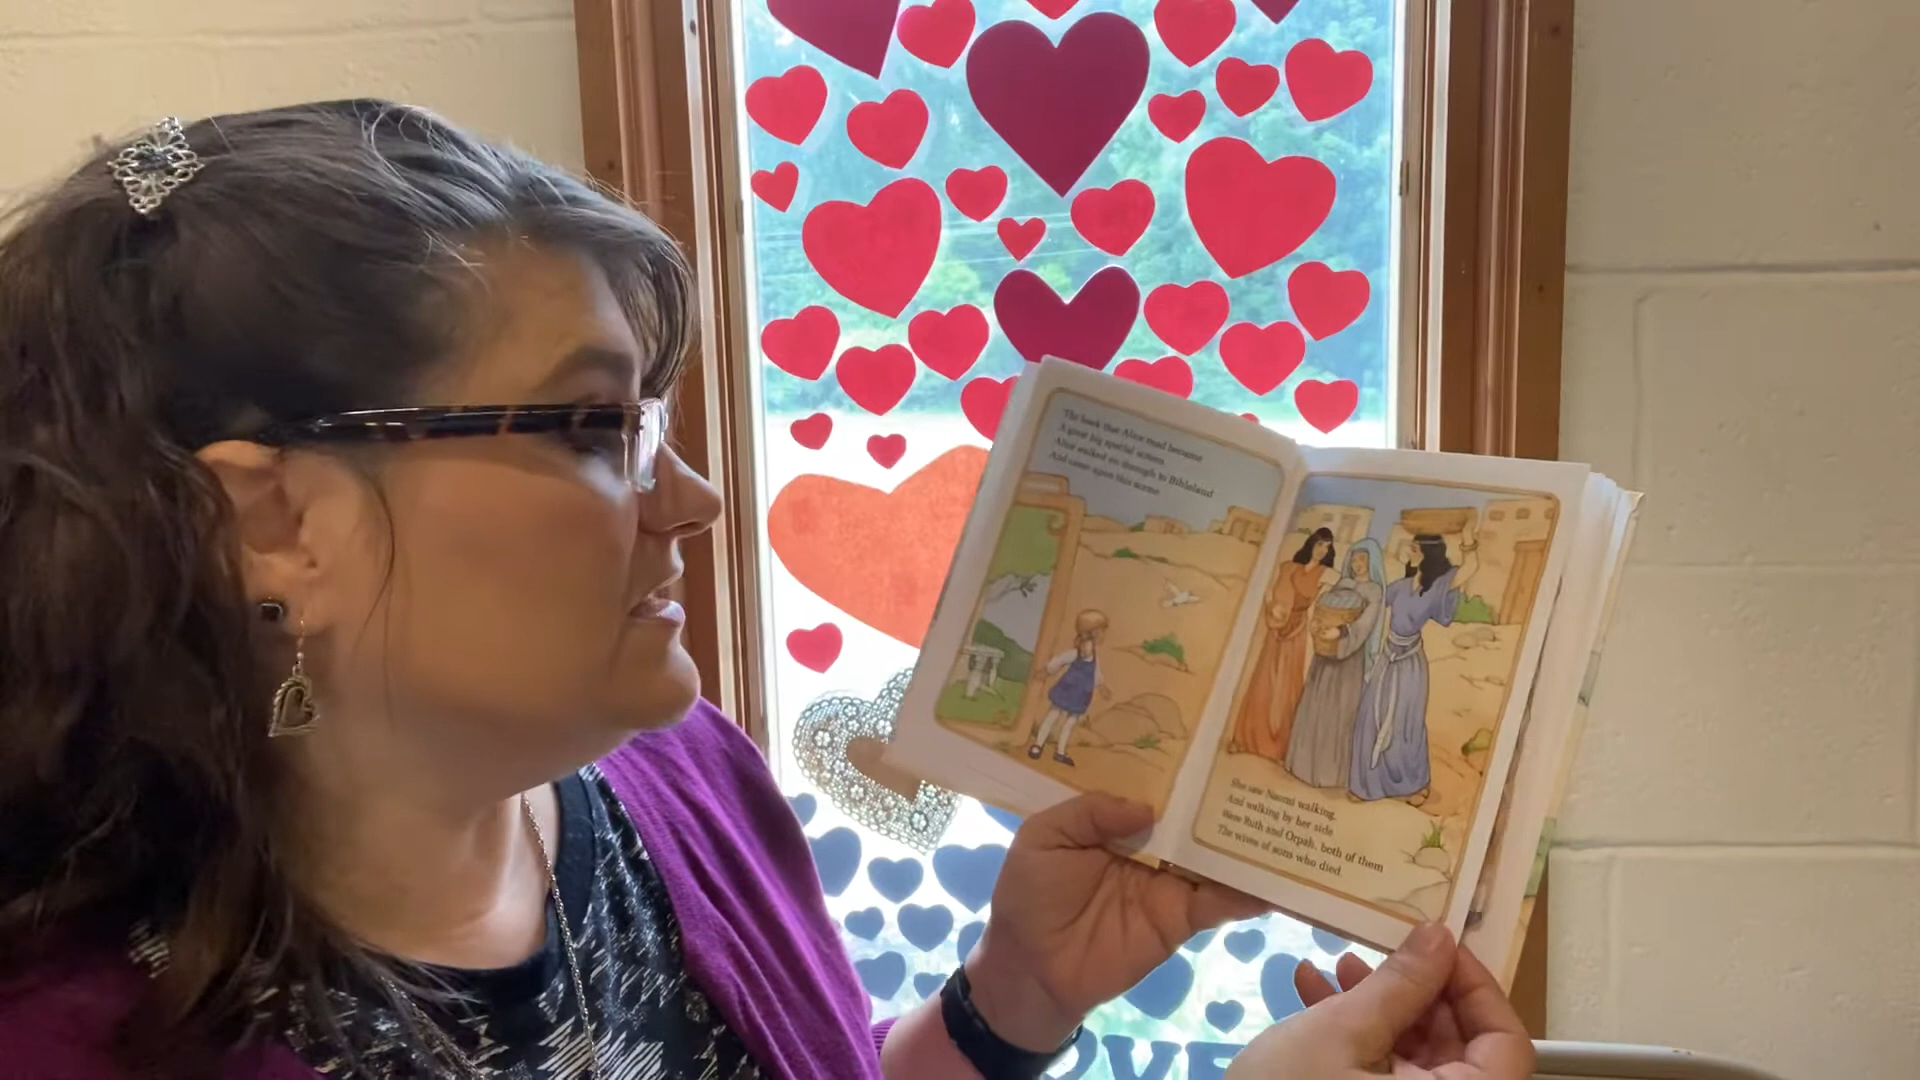 The book that Alice read became
A great big special screen.
Alice walked on through to Bibleland
And came upon this scene
She saw Naomi walking,
And walking by her side
Were Ruth and Orpah, both of them
The wives of sons who died.
OVE